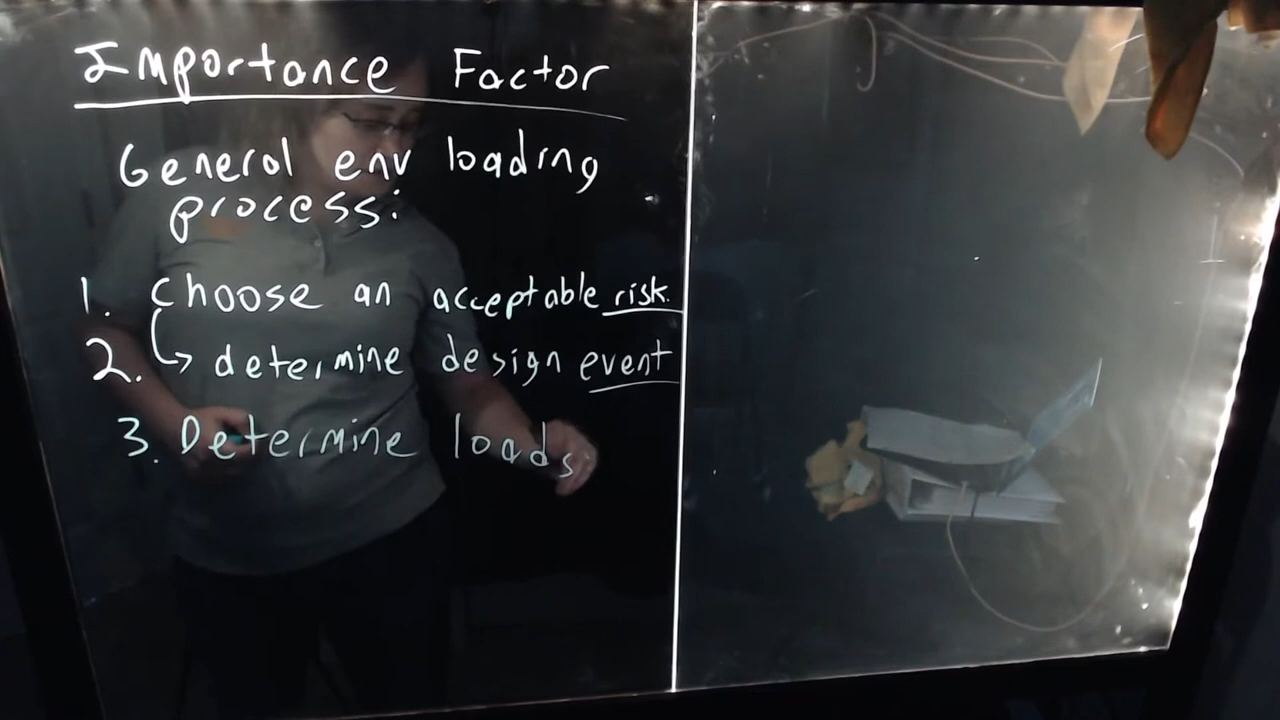 Importance Factor
General env loading
process:
1. Choose an acceptable risk.
2. ↳ determine design event
3. Determine loads